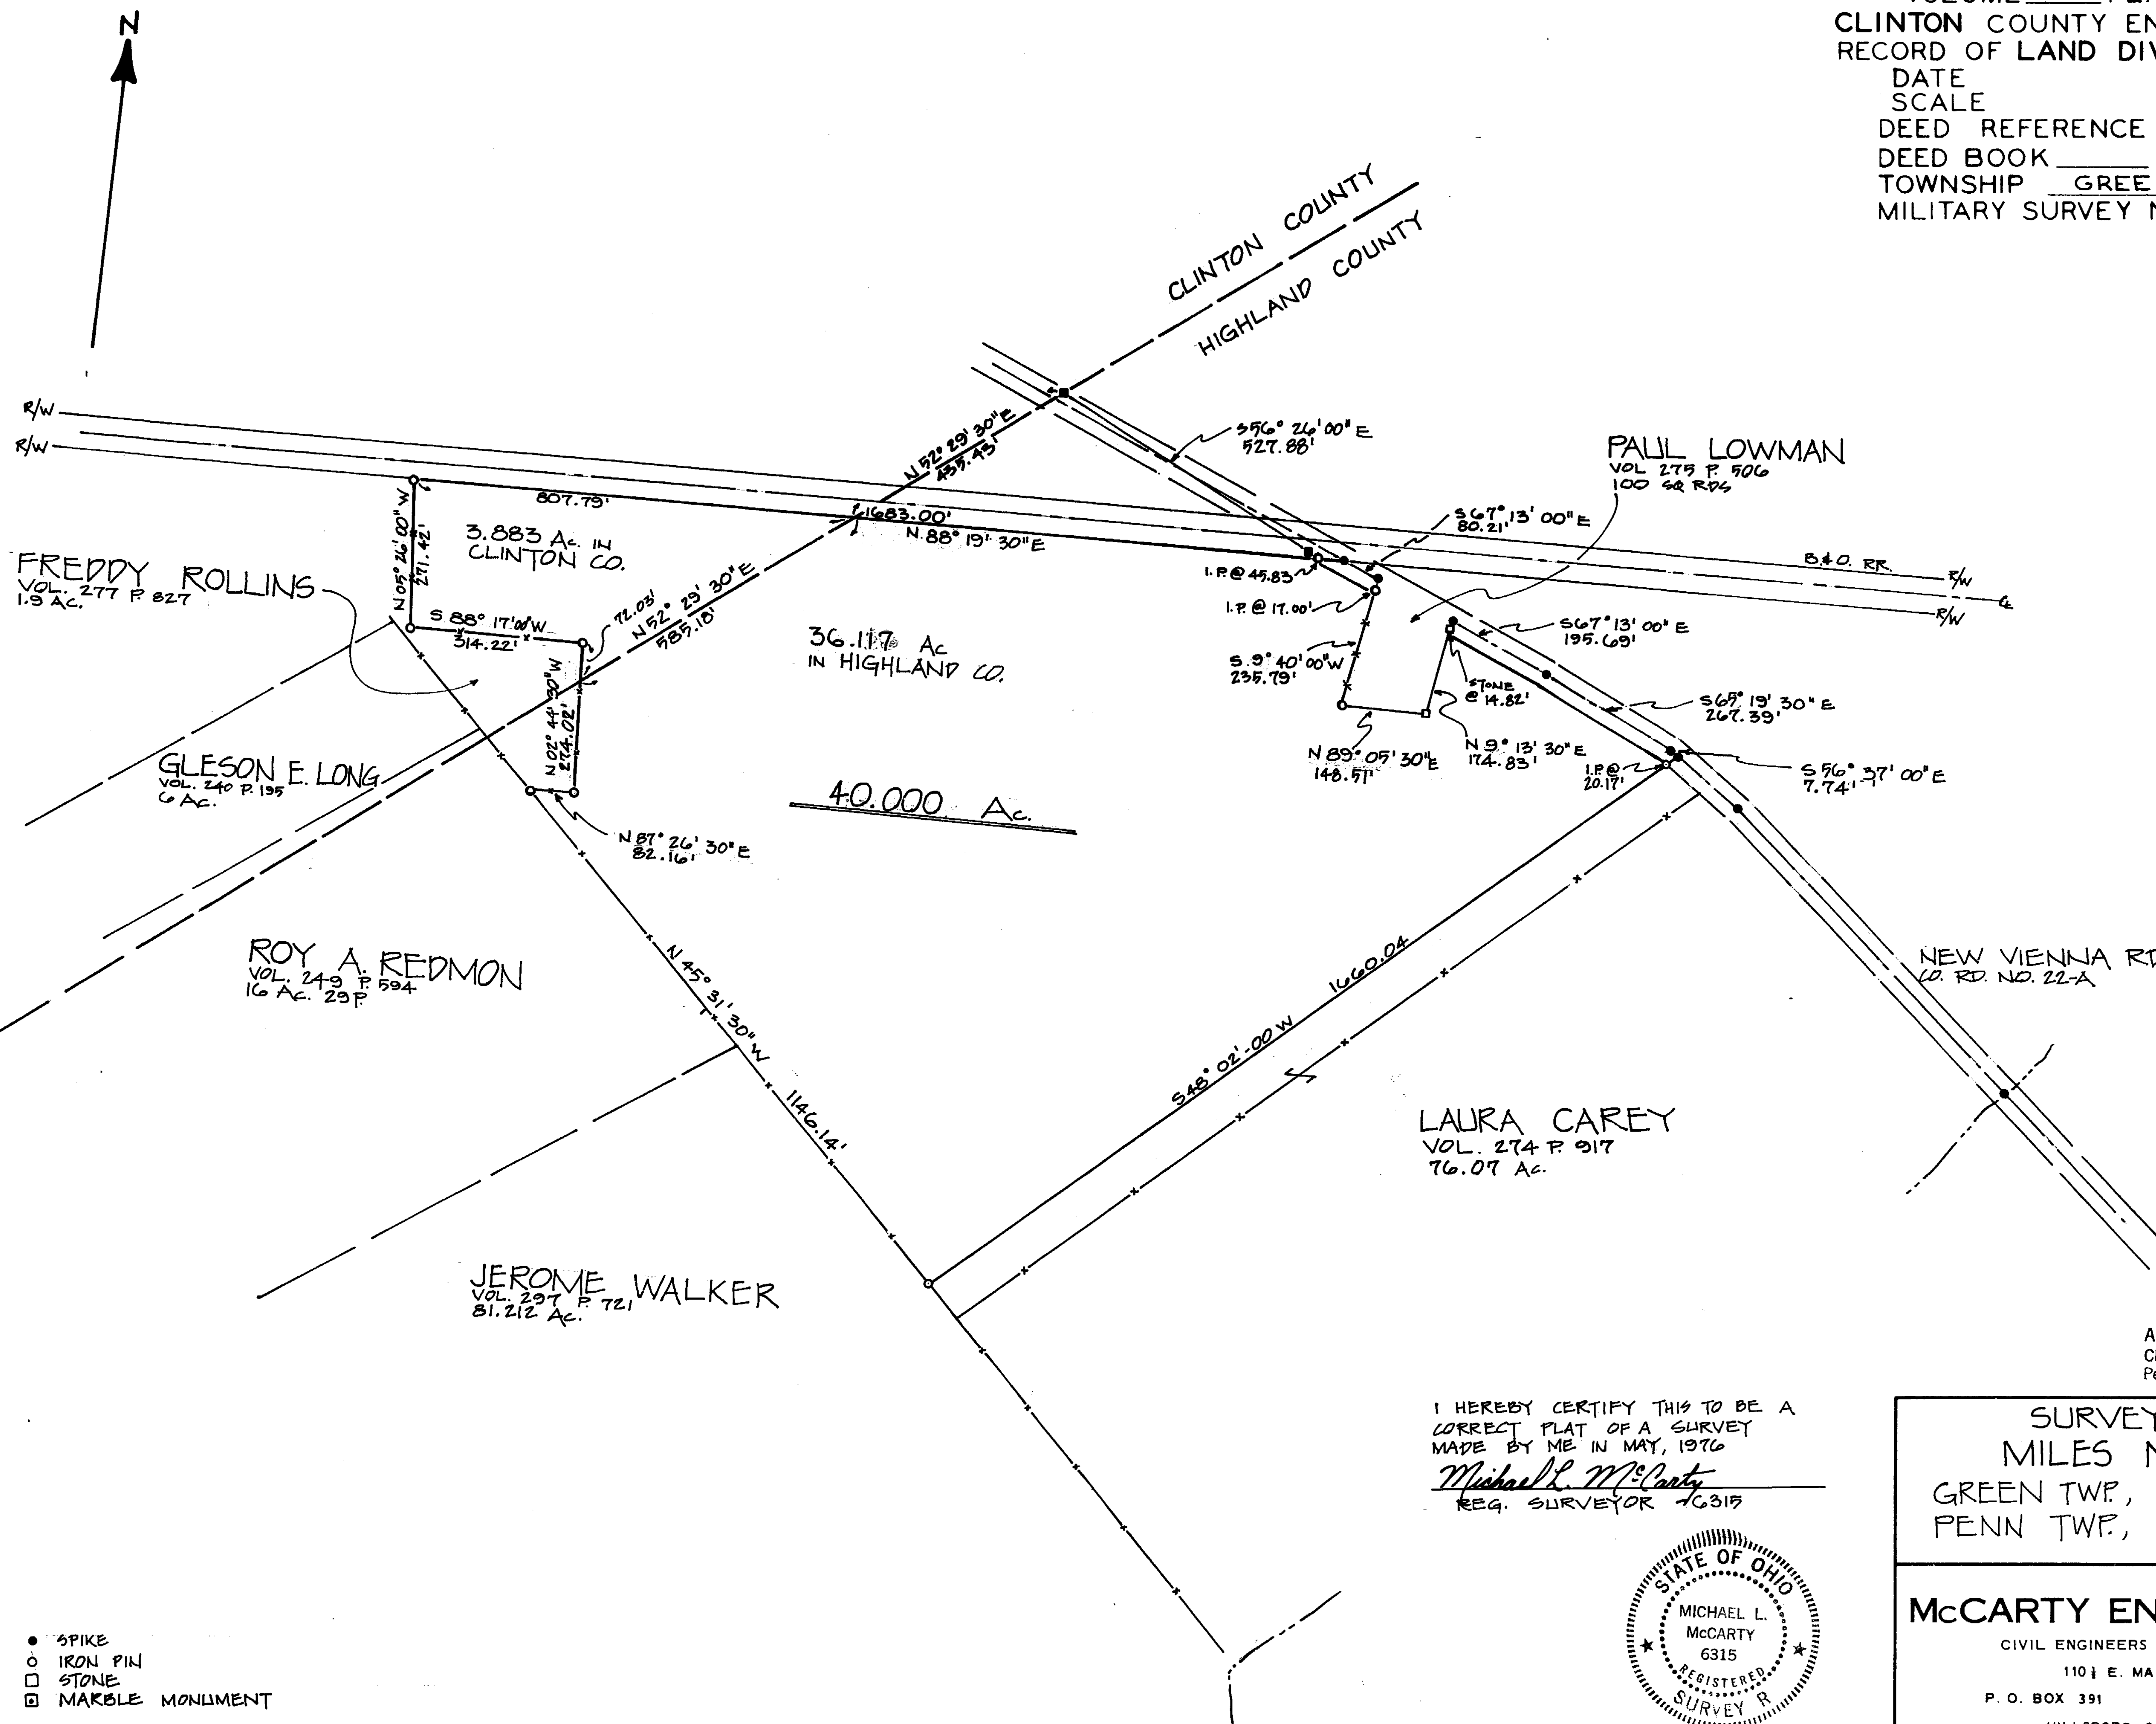 N
CLINTON COUNTY
RECORD OF LAND
DATE
SCALE
DEED REFERENCE
DEED BOOK
TOWNSHIP
MILITARY SURVEY
CLINTON COUNTY
HIGHLAND COUNTY
R/W
R/W
N 52° 29' 30" E
435.43'
S56° 26' 00" E
527.88'
PAUL LOWMAN
VOL 275 P. 506
100 SQ RDS
807.79'
1683.00'
N. 88° 19' 30" E
S 67° 13' 00" E
80.21'
B.&O. RR.
R/W
℄
R/W
3.883 Ac. IN
CLINTON CO.
N 05° 26' 00" W
271.42'
FREDDY ROLLINS
VOL. 277 P. 827
1.9 AC.
S 88° 17' 00" W
314.22'
72.03'
N 52° 29' 30" E
585.18'
36.117 Ac
IN HIGHLAND CO.
I.P. @ 45.83
I.P. @ 17.00'
S67° 13' 00" E
195.69'
S. 9° 40' 00" W
235.79'
STONE
@ 14.82'
S65° 19' 30" E
267.39'
N 02° 44' 30" W
274.02'
N 89° 05' 30" E
148.51'
N 9° 13' 30" E
174.83'
I.P. @
20.17'
S 56° 37' 00" E
7.74'
GLESON E. LONG
VOL. 240 P. 195
6 AC.
40.000 Ac.
N 87° 26' 30" E
82.16'
ROY A. REDMON
VOL. 249 P. 594
16 Ac. 29 P.
N 45° 31' 30" W
1146.14'
1660.04
S48° 02'-00 W
NEW VIENNA RD
CO. RD. NO. 22-A
LAURA CAREY
VOL. 274 P. 917
76.07 Ac.
JEROME WALKER
VOL. 297 P. 721
81.212 Ac.
I HEREBY CERTIFY THIS TO BE A
CORRECT PLAT OF A SURVEY
MADE BY ME IN MAY, 1976
Michael L. McCarty
REG. SURVEYOR 6315
STATE OF OHIO
MICHAEL L.
McCARTY
6315
REGISTERED
SURVEY R
SURVEY
MILES
GREEN TWP.,
PENN TWP.,
McCARTY
CIVIL ENGINEERS
110½ E.
P. O. BOX 391
SPIKE
IRON PIN
STONE
MARBLE MONUMENT